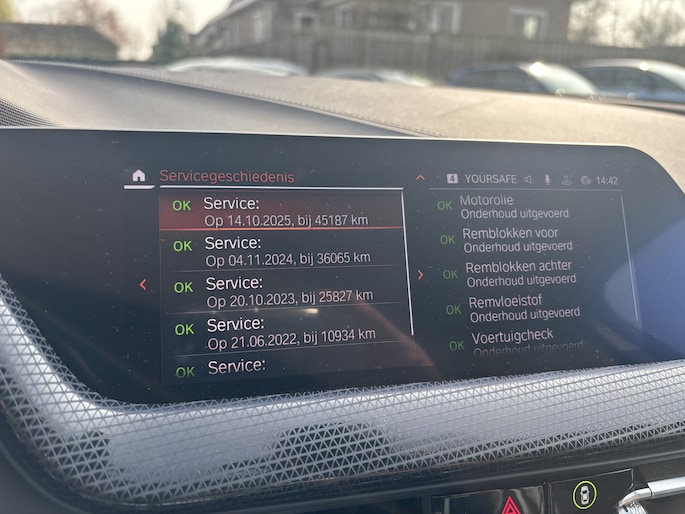 Servicegeschiedenis
4 YOURSAFE 14:42
OK Service:
Op 14.10.2025, bij 45187 km
OK Service:
Op 04.11.2024, bij 36065 km
OK Service:
Op 20.10.2023, bij 25827 km
OK Service:
Op 21.06.2022, bij 10934 km
OK Service:
OK Motorolie
Onderhoud uitgevoerd
OK Remblokken voor
Onderhoud uitgevoerd
OK Remblokken achter
Onderhoud uitgevoerd
OK Remvloeistof
Onderhoud uitgevoerd
OK Voertuigcheck
Onderhoud uitgevoerd